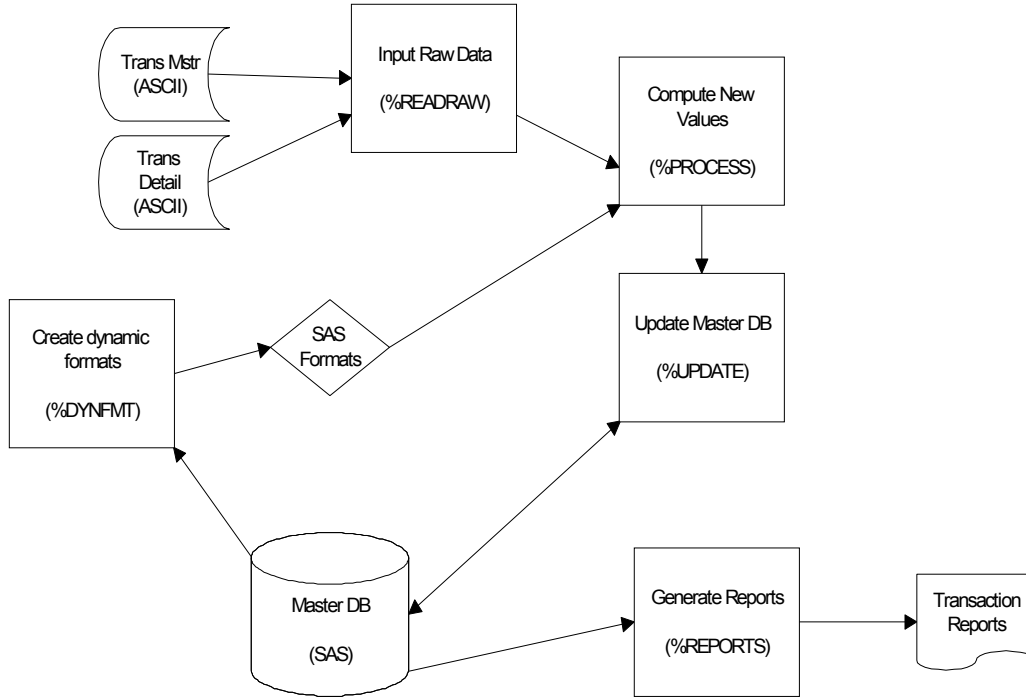 Trans Mstr
(ASCII)
Input Raw Data
(%READRAW)
Compute New
Values
(%PROCESS)
Trans
Detail
(ASCII)
Create dynamic
formats
(%DYNFMT)
SAS
Formats
Update Master DB
(%UPDATE)
Master DB
(SAS)
Generate Reports
(%REPORTS)
Transaction
Reports